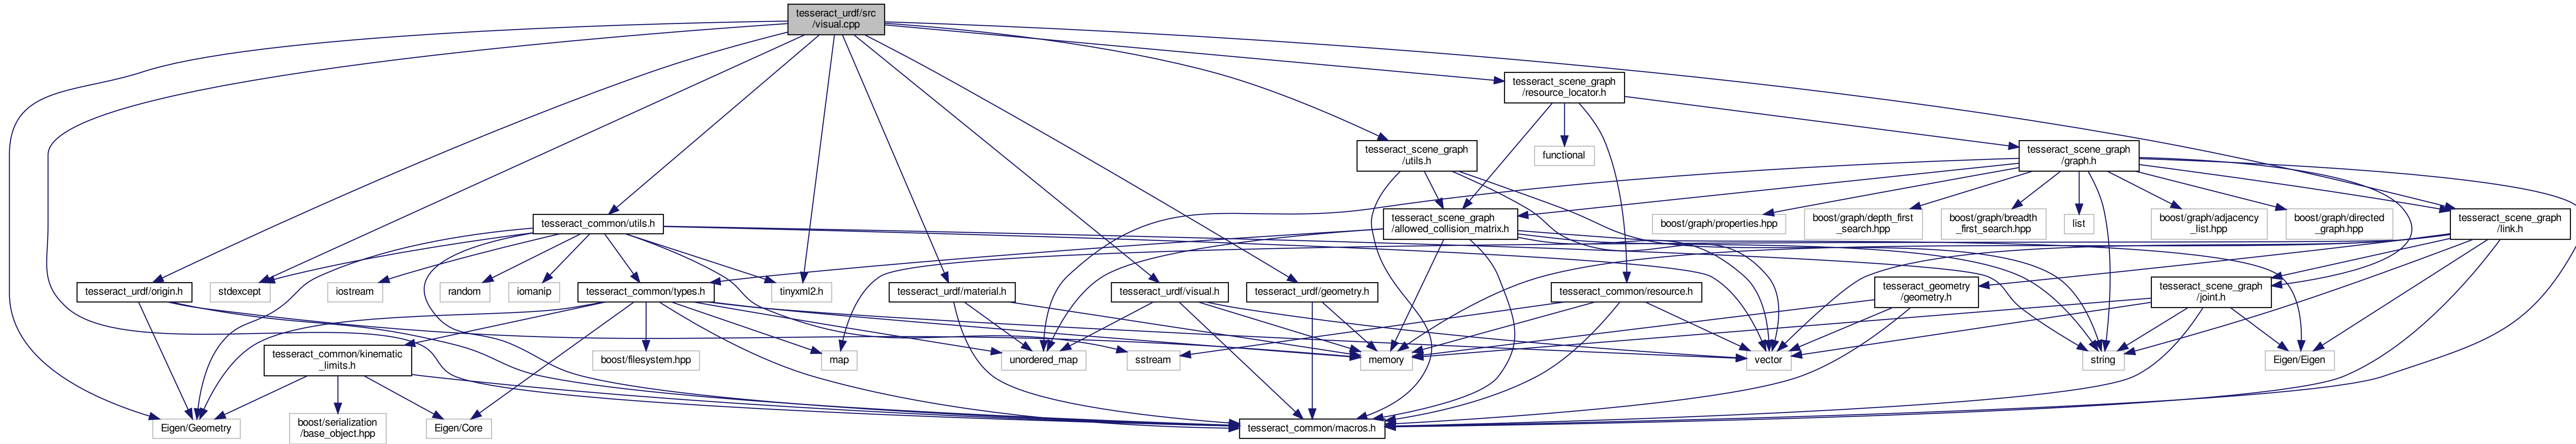 tesseract_urdf/src
/visual.cpp
tesseract_scene_graph
/resource_locator.h
tesseract_scene_graph
/utils.h
functional
tesseract_scene_graph
/graph.h
tesseract_common/utils.h
tesseract_scene_graph
/allowed_collision_matrix.h
boost/graph/properties.hpp
boost/graph/depth_first
_search.hpp
boost/graph/breadth
_first_search.hpp
list
boost/graph/adjacency
_list.hpp
boost/graph/directed
_graph.hpp
tesseract_scene_graph
/link.h
tesseract_urdf/origin.h
stdexcept
iostream
random
iomanip
tesseract_common/types.h
tinyxml2.h
tesseract_urdf/material.h
tesseract_urdf/visual.h
tesseract_urdf/geometry.h
tesseract_common/resource.h
tesseract_geometry
/geometry.h
tesseract_scene_graph
/joint.h
tesseract_common/kinematic
_limits.h
boost/filesystem.hpp
map
unordered_map
sstream
memory
vector
string
Eigen/Eigen
Eigen/Geometry
boost/serialization
/base_object.hpp
Eigen/Core
tesseract_common/macros.h